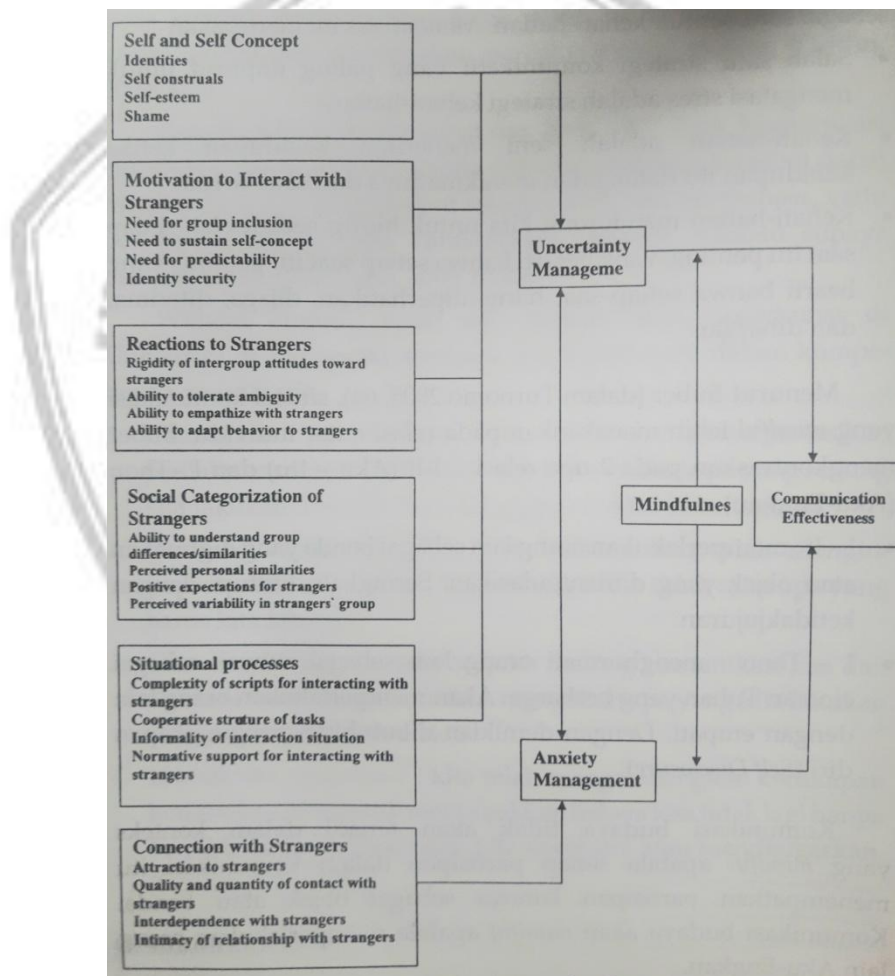 Self and Self Concept
Identities
Self construals
Self-esteem
Shame
Motivation to Interact with
Strangers
Need for group inclusion
Need to sustain self-concept
Need for predictability
Identity security
Reactions to Strangers
Rigidity of intergroup attitudes toward
strangers
Ability to tolerate ambiguity
Ability to empathize with strangers
Ability to adapt behavior to strangers
Social Categorization of
Strangers
Ability to understand group
differences/similarities
Perceived personal similarities
Positive expectations for strangers
Perceived variability in strangers' group
Situational processes
Complexity of scripts for interacting with
strangers
Cooperative structure of tasks
Informality of interaction situation
Normative support for interacting with
strangers
Connection with Strangers
Attraction to strangers
Quality and quantity of contact with
strangers
Interdependence with strangers
Intimacy of relationship with strangers
Uncertainty
Manageme
Anxiety
Management
Mindfulnes
Communication
Effectiveness